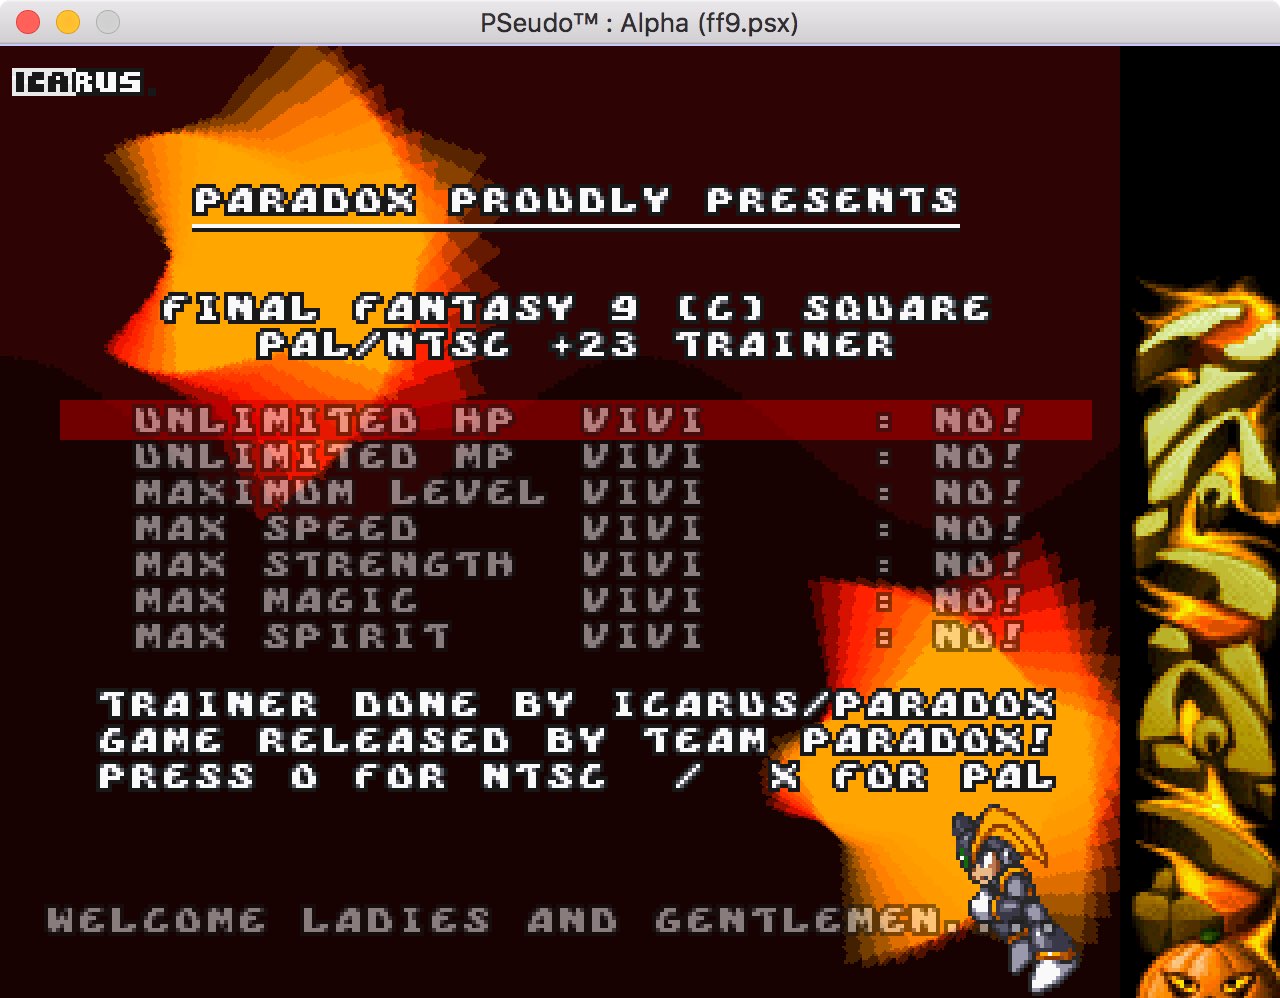 PSeudo™ : Alpha (ff9.psx)
ICARUS.
PARADOX PROUDLY PRESENTS
FINAL FANTASY 9 (C) SQUARE
PAL/NTSC +23 TRAINER
UNLIMITED HP VIVI : NO!
UNLIMITED MP VIVI : NO!
MAXIMUM LEVEL VIVI : NO!
MAX SPEED VIVI : NO!
MAX STRENGTH VIVI : NO!
MAX MAGIC VIVI : NO!
MAX SPIRIT VIVI : NO!
TRAINER DONE BY ICARUS/PARADOX
GAME RELEASED BY TEAM PARADOX!
PRESS O FOR NTSC / X FOR PAL
WELCOME LADIES AND GENTLEMEN....